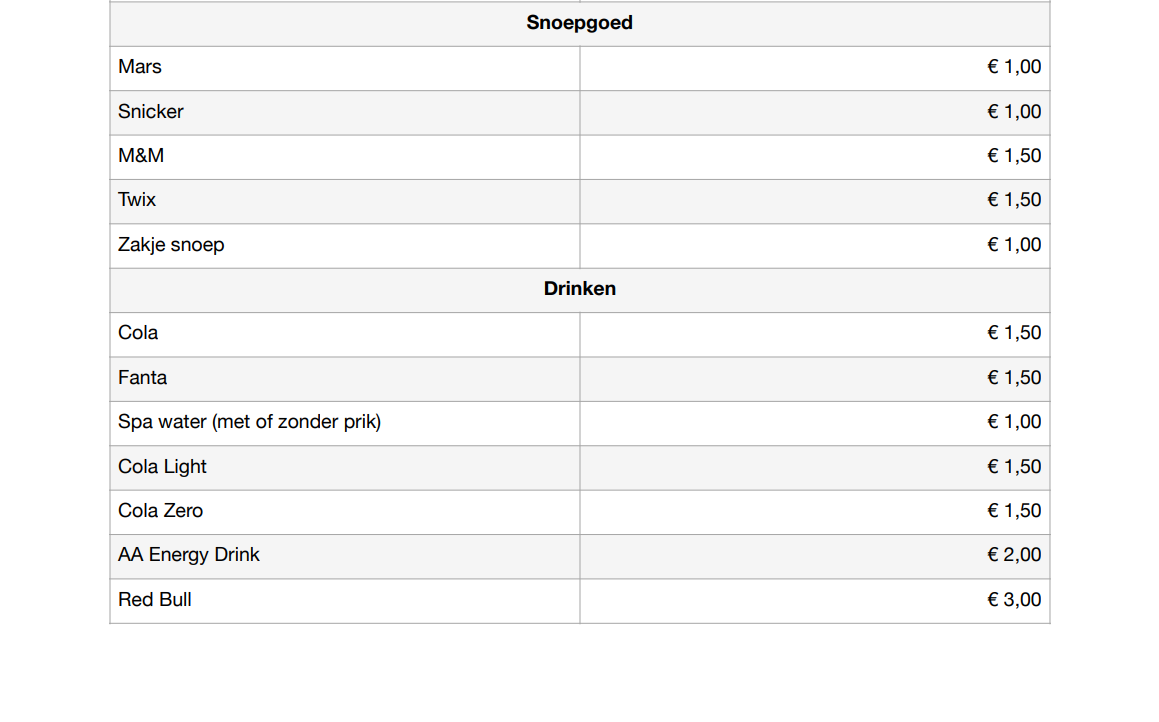 Snoepgoed
Mars € 1,00
Snicker € 1,00
M&M € 1,50
Twix € 1,50
Zakje snoep € 1,00
Drinken
Cola € 1,50
Fanta € 1,50
Spa water (met of zonder prik) € 1,00
Cola Light € 1,50
Cola Zero € 1,50
AA Energy Drink € 2,00
Red Bull € 3,00